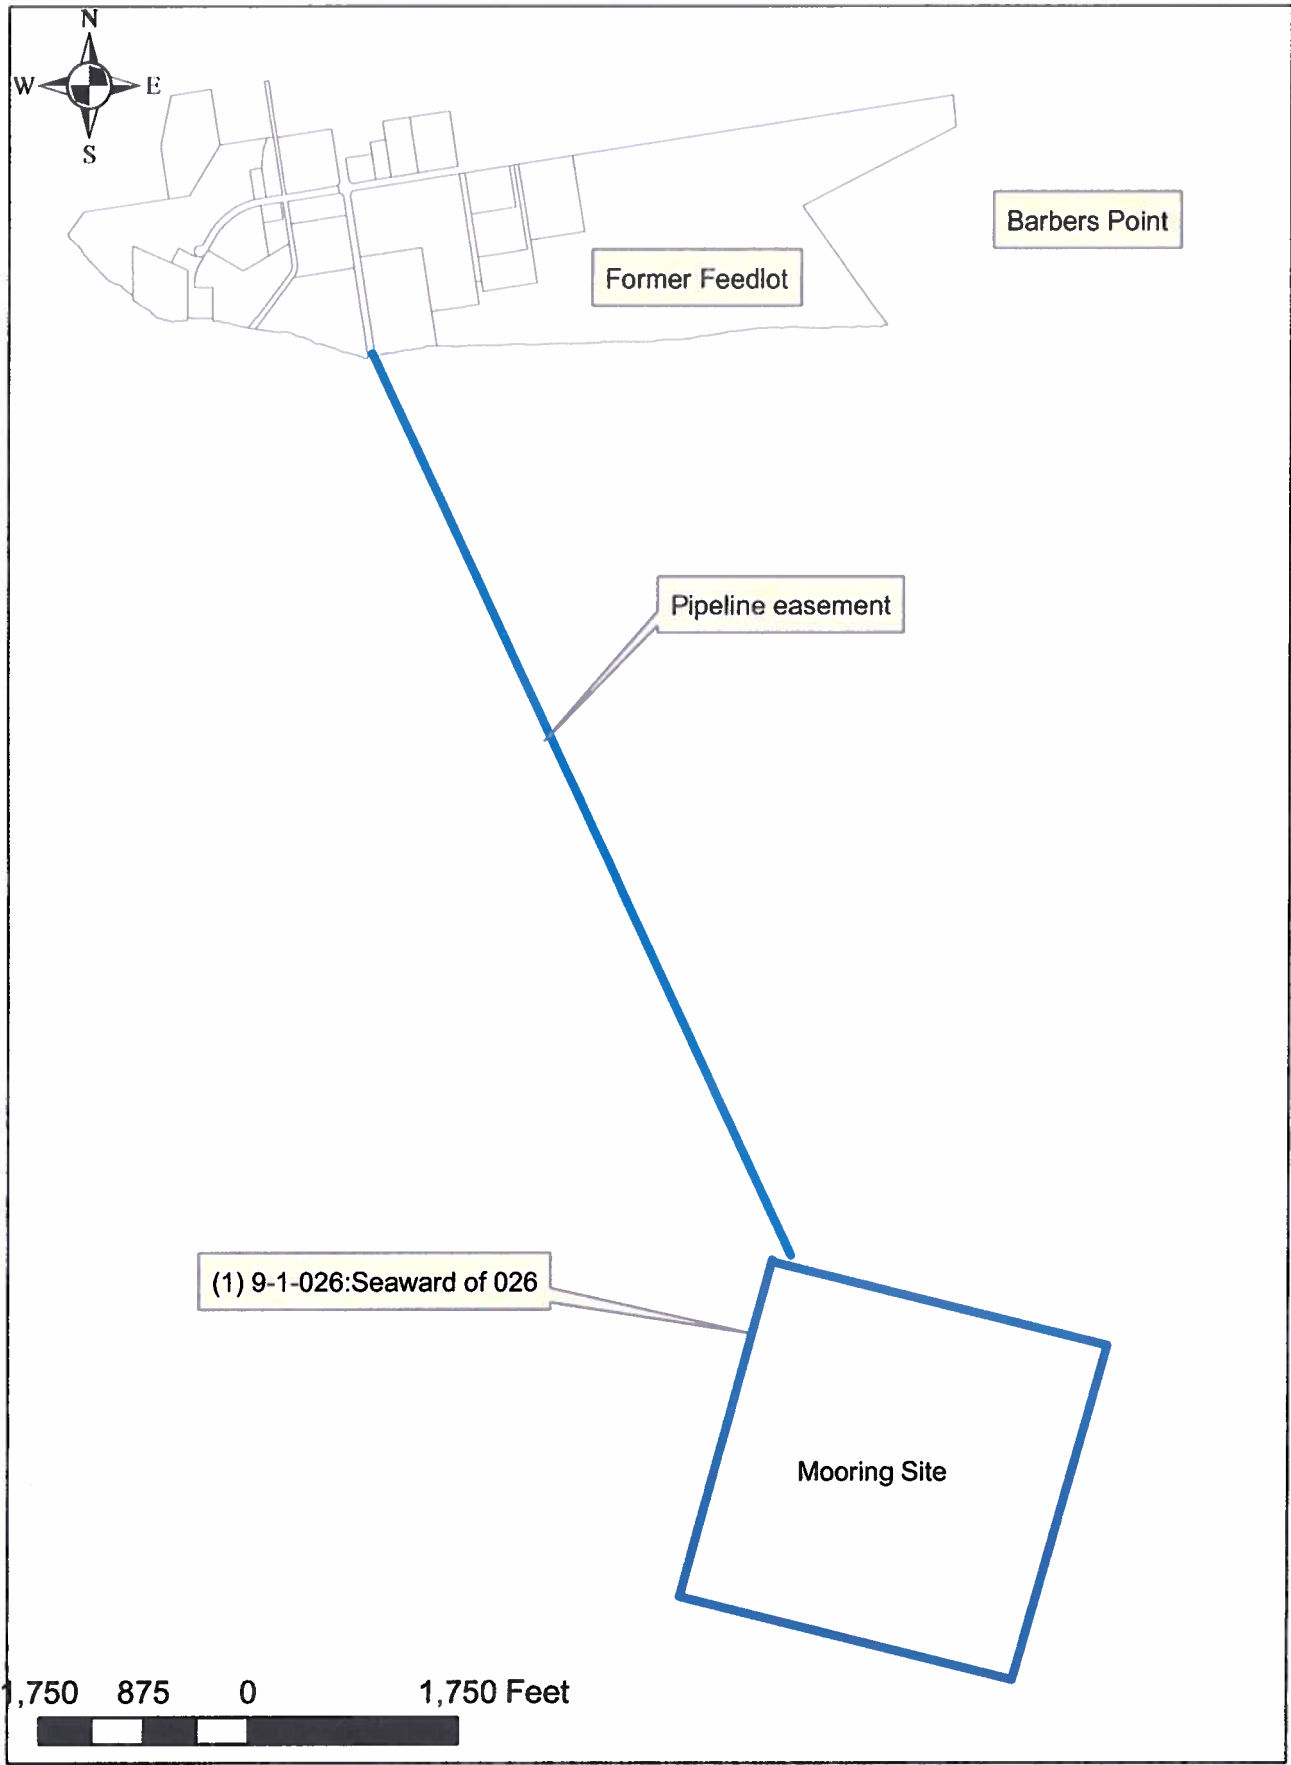 N
W E
S
Barbers Point
Former Feedlot
Pipeline easement
(1) 9-1-026:Seaward of 026
Mooring Site
1,750 875 0 1,750 Feet